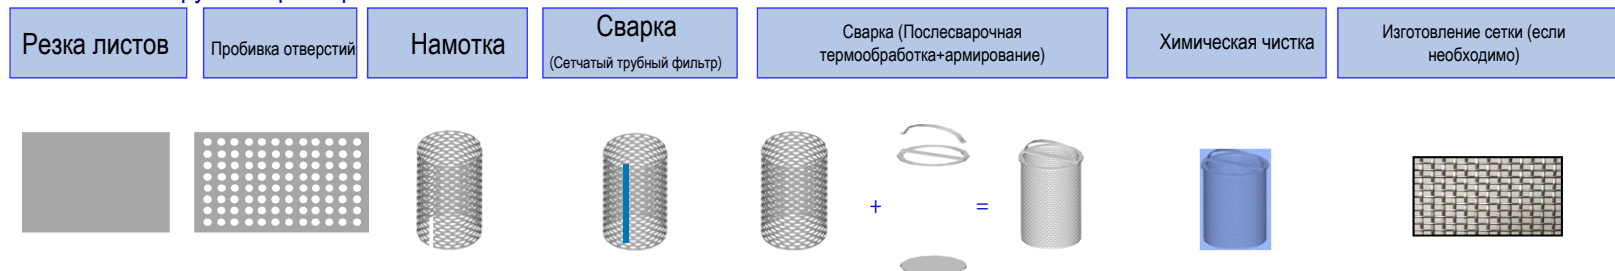 Резка листов
Пробивка отверстий
Намотка
Сварка
(Сетчатый трубный фильтр)
Сварка (Послесварочная
термообработка+армирование)
Химическая чистка
Изготовление сетки (если
необходимо)
+
=